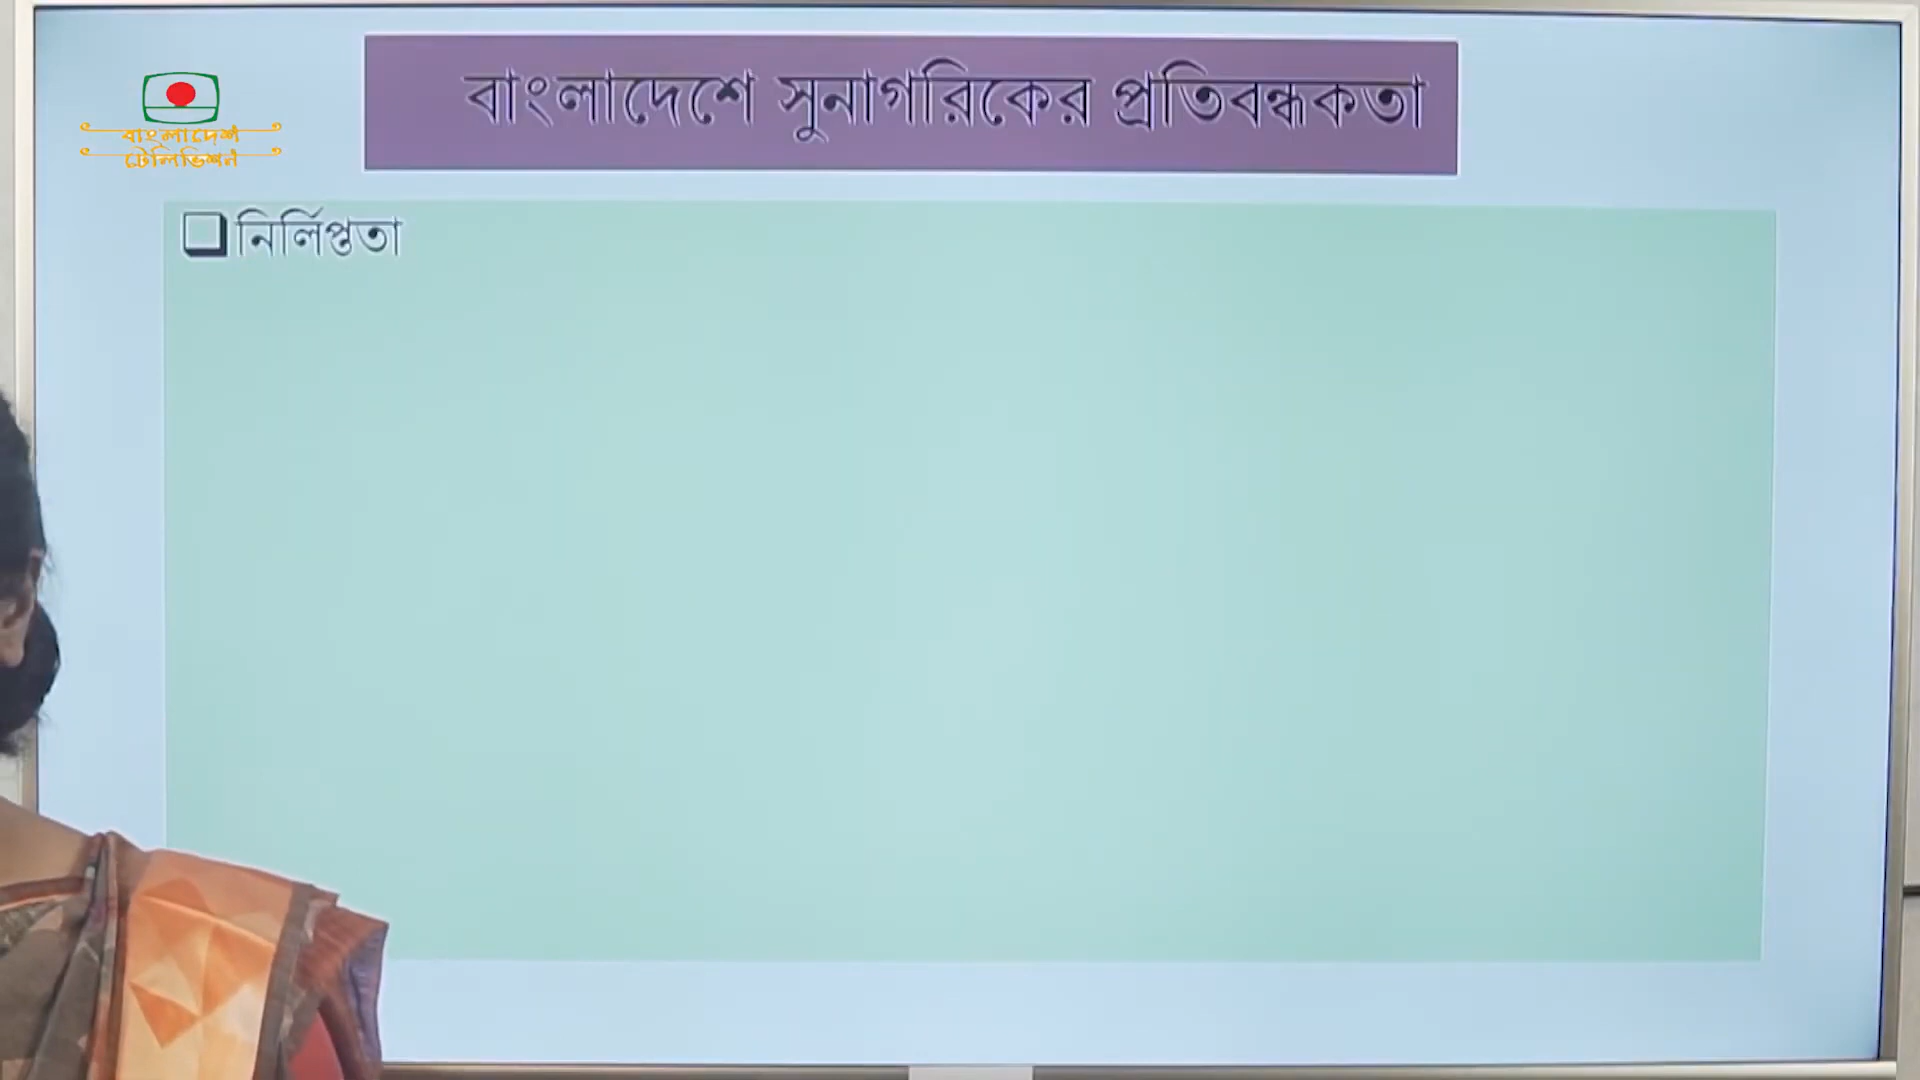 বাংলাদেশে সুনাগরিকের প্রতিবন্ধকতা
বাংলাদেশ
টেলিভিশন
নির্লিপ্ততা